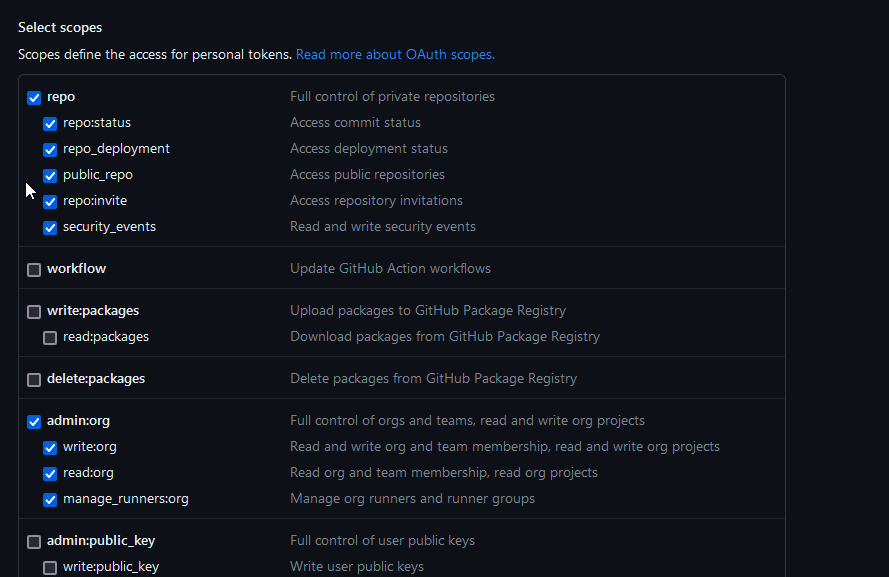 Select scopes
Scopes define the access for personal tokens. Read more about OAuth scopes.
repo Full control of private repositories
repo:status Access commit status
repo_deployment Access deployment status
public_repo Access public repositories
repo:invite Access repository invitations
security_events Read and write security events
workflow Update GitHub Action workflows
write:packages Upload packages to GitHub Package Registry
read:packages Download packages from GitHub Package Registry
delete:packages Delete packages from GitHub Package Registry
admin:org Full control of orgs and teams, read and write org projects
write:org Read and write org and team membership, read and write org projects
read:org Read org and team membership, read org projects
manage_runners:org Manage org runners and runner groups
admin:public_key Full control of user public keys
write:public_key Write user public keys